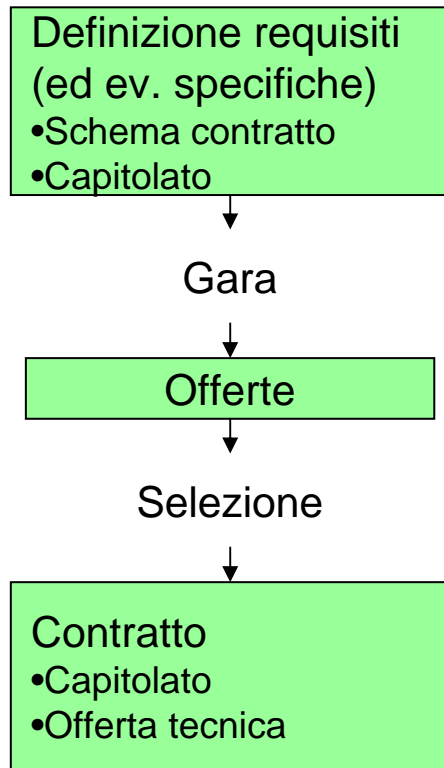 Definizione requisiti
(ed ev. specifiche)
•Schema contratto
•Capitolato
Gara
Offerte
Selezione
Contratto
•Capitolato
•Offerta tecnica